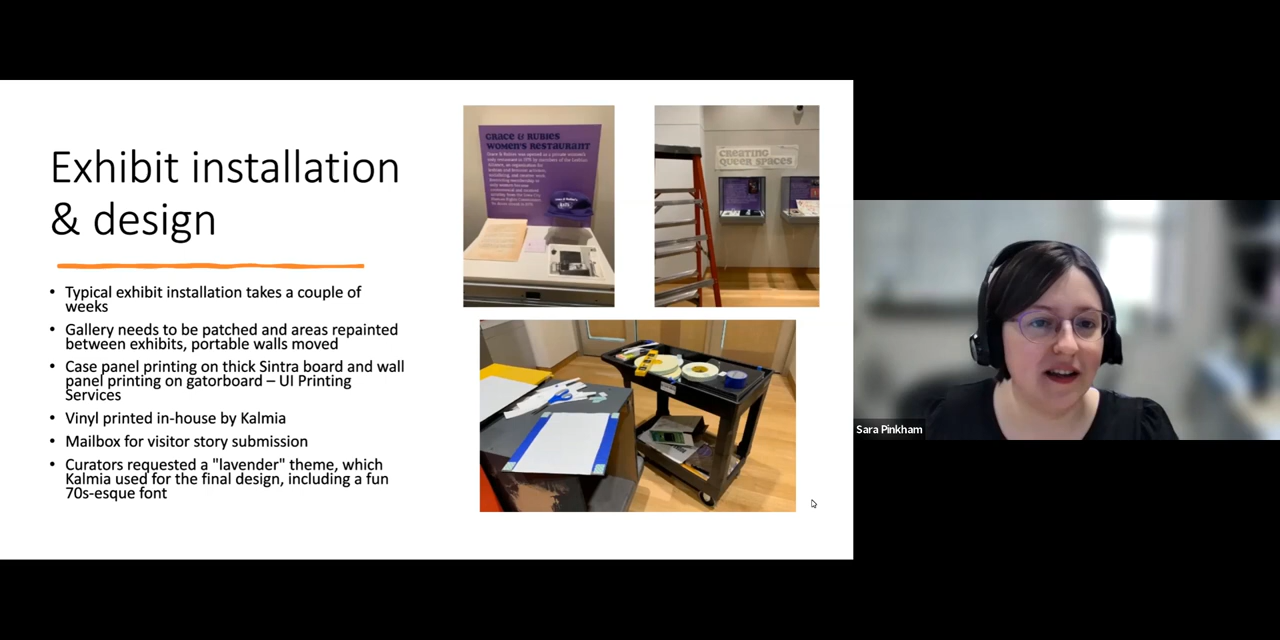 Exhibit installation
& design
• Typical exhibit installation takes a couple of
weeks
• Gallery needs to be patched and areas repainted
between exhibits, portable walls moved
• Case panel printing on thick Sintra board and wall
panel printing on gatorboard – UI Printing
Services
• Vinyl printed in-house by Kalmia
• Mailbox for visitor story submission
• Curators requested a "lavender" theme, which
Kalmia used for the final design, including a fun
70s-esque font
GRACE & RUBIES
WOMEN'S RESTAURANT
CREATING
QUEER SPACES
Sara Pinkham